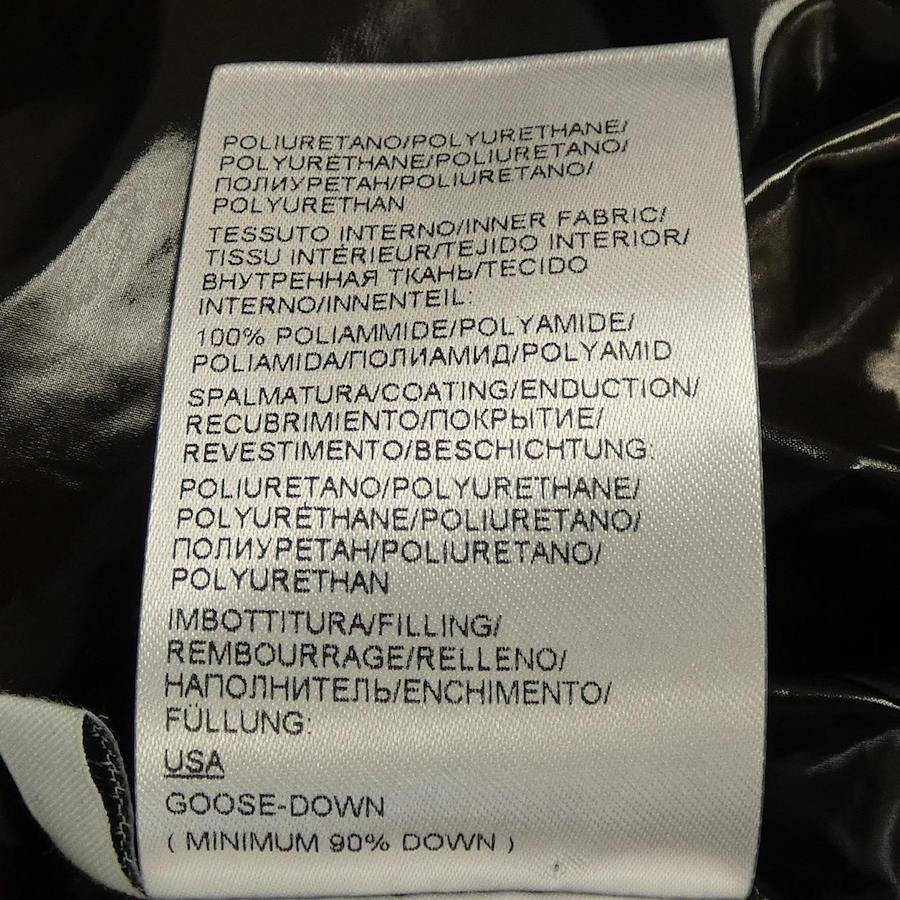 POLIURETANO/POLYURETHANE/
POLYURÉTHANE/POLIURETANO/
ПОЛИУРЕТАН/POLIURETANO/
POLYURETHAN
TESSUTO INTERNO/INNER FABRIC/
TISSU INTÉRIEUR/TEJIDO INTERIOR/
ВНУТРЕННАЯ ТКАНЬ/TECIDO
INTERNO/INNENTEIL:
100% POLIAMMIDE/POLYAMIDE/
POLIAMIDA/ПОЛИАМИД/POLYAMID
SPALMATURA/COATING/ENDUCTION/
RECUBRIMIENTO/ПОКРЫТИЕ/
REVESTIMENTO/BESCHICHTUNG:
POLIURETANO/POLYURETHANE/
POLYURÉTHANE/POLIURETANO/
ПОЛИУРЕТАН/POLIURETANO/
POLYURETHAN
IMBOTTITURA/FILLING/
REMBOURRAGE/RELLENO/
НАПОЛНИТЕЛЬ/ENCHIMENTO/
FÜLLUNG:
USA
GOOSE-DOWN
( MINIMUM 90% DOWN )